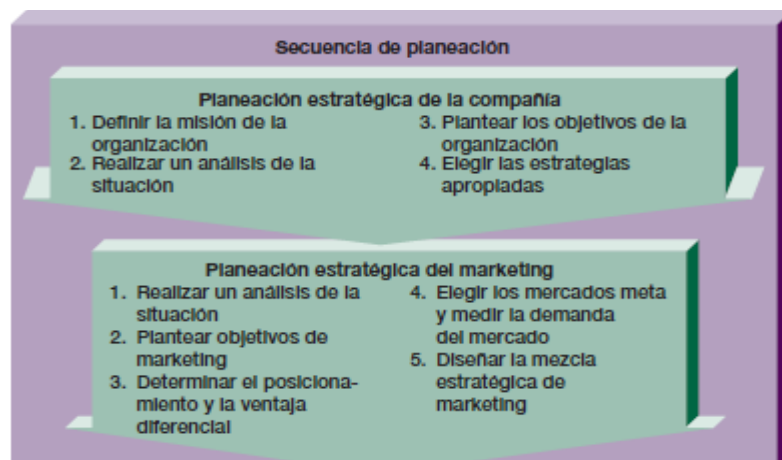 Secuencia de planeación
Planeación estratégica de la compañía
1. Definir la misión de la
organización
2. Realizar un análisis de la
situación
3. Plantear los objetivos de la
organización
4. Elegir las estrategias
apropiadas
Planeación estratégica del marketing
1. Realizar un análisis de la
situación
2. Plantear objetivos de
marketing
3. Determinar el posiciona-
miento y la ventaja
diferencial
4. Elegir los mercados meta
y medir la demanda
del mercado
5. Diseñar la mezcla
estratégica de
marketing